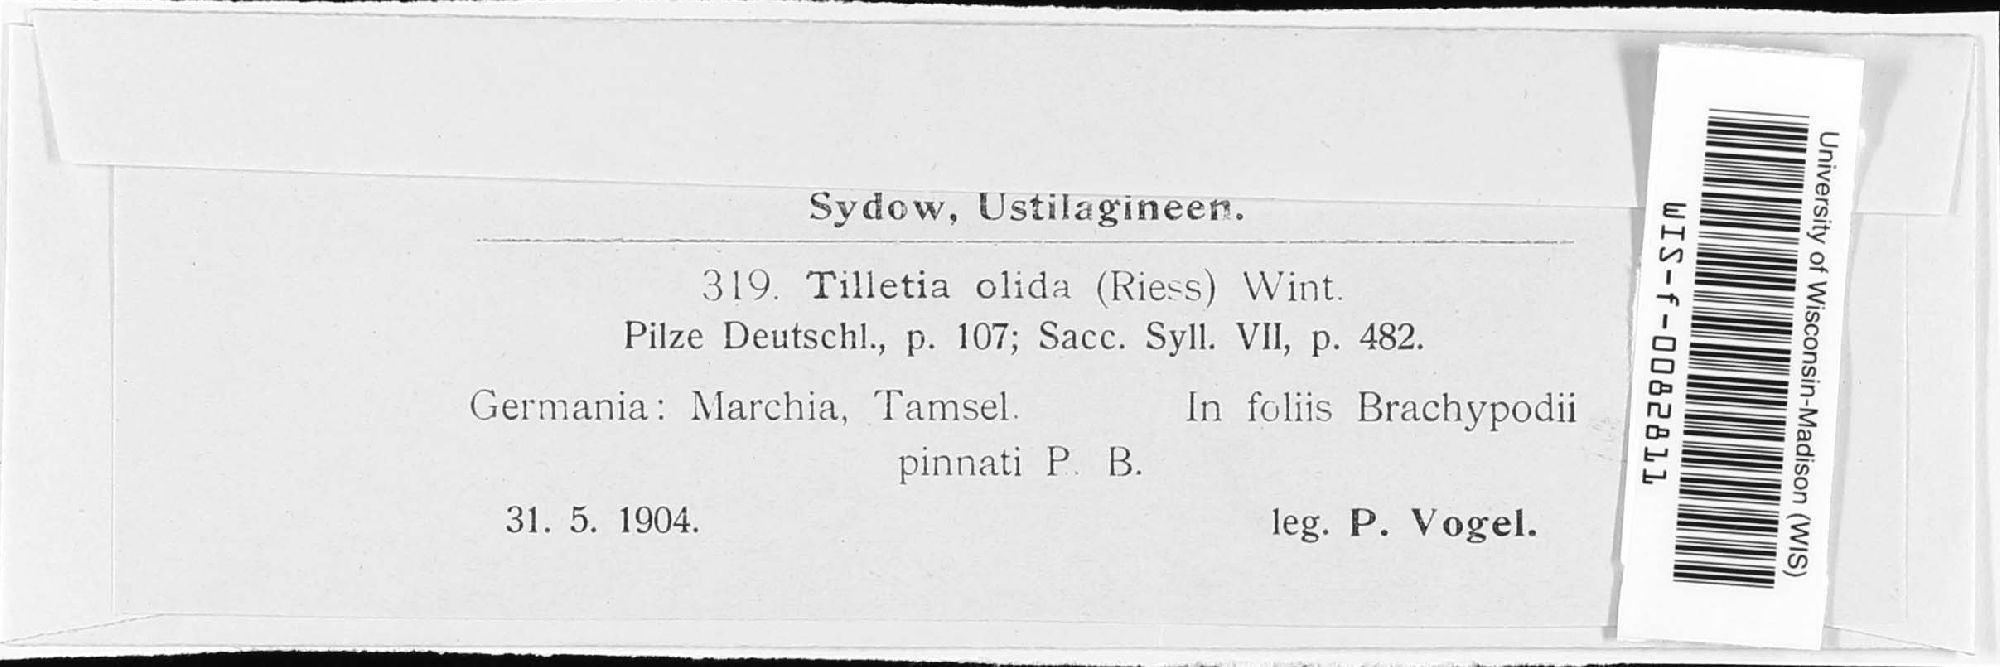 Sydow, Ustilagineen.
319. Tilletia olida (Riess) Wint.
Pilze Deutschl., p. 107; Sacc. Syll. VII, p. 482.
Germania: Marchia, Tamsel. In foliis Brachypodii
pinnati P. B.
31. 5. 1904. leg. P. Vogel.
University of Wisconsin-Madison (WIS)
WIS-f-0082811